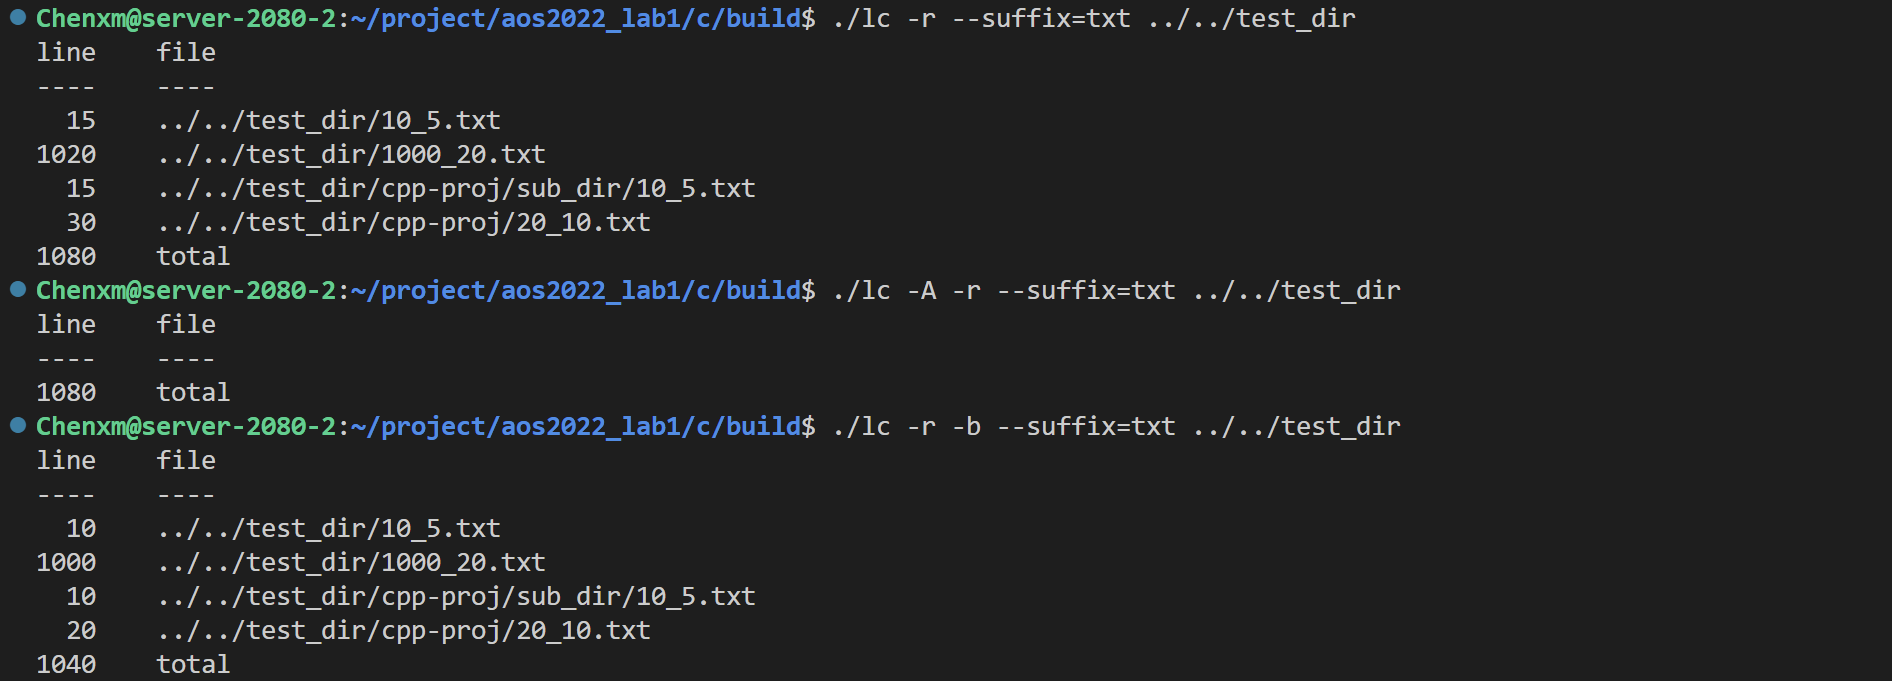 Chenxm@server-2080-2:~/project/aos2022_lab1/c/build$ ./lc -r --suffix=txt ../../test_dir
line    file
----    ----
  15    ../../test_dir/10_5.txt
1020    ../../test_dir/1000_20.txt
  15    ../../test_dir/cpp-proj/sub_dir/10_5.txt
  30    ../../test_dir/cpp-proj/20_10.txt
1080    total
Chenxm@server-2080-2:~/project/aos2022_lab1/c/build$ ./lc -A -r --suffix=txt ../../test_dir
line    file
----    ----
1080    total
Chenxm@server-2080-2:~/project/aos2022_lab1/c/build$ ./lc -r -b --suffix=txt ../../test_dir
line    file
----    ----
  10    ../../test_dir/10_5.txt
1000    ../../test_dir/1000_20.txt
  10    ../../test_dir/cpp-proj/sub_dir/10_5.txt
  20    ../../test_dir/cpp-proj/20_10.txt
1040    total